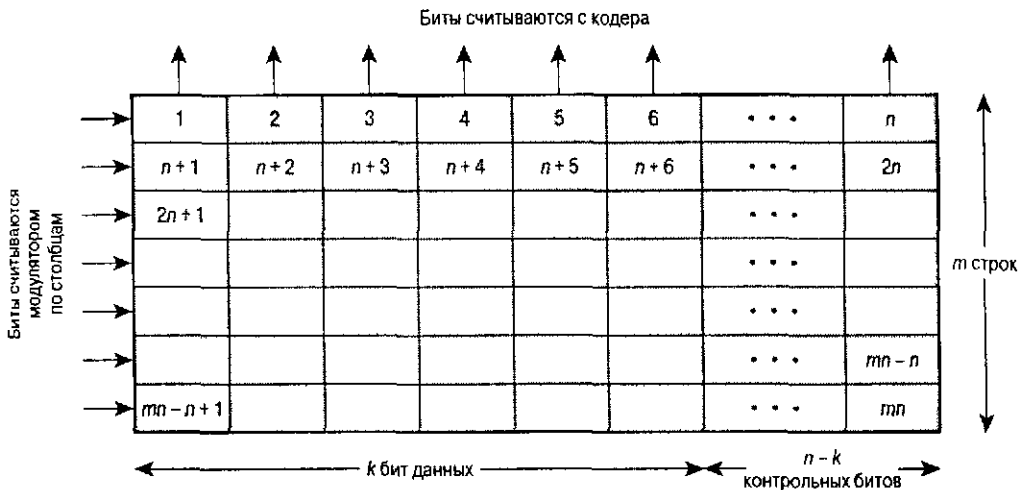 Биты считываются с кодера
1 2 3 4 5 6 • • • n
n + 1 n + 2 n + 3 n + 4 n + 5 n + 6 • • • 2n
2n + 1 • • •
• • •
• • •
• • • mn – n
mn – n + 1 • • • mn
Биты считываются
модулятором
по столбцам
m строк
k бит данных
n – k
контрольных битов